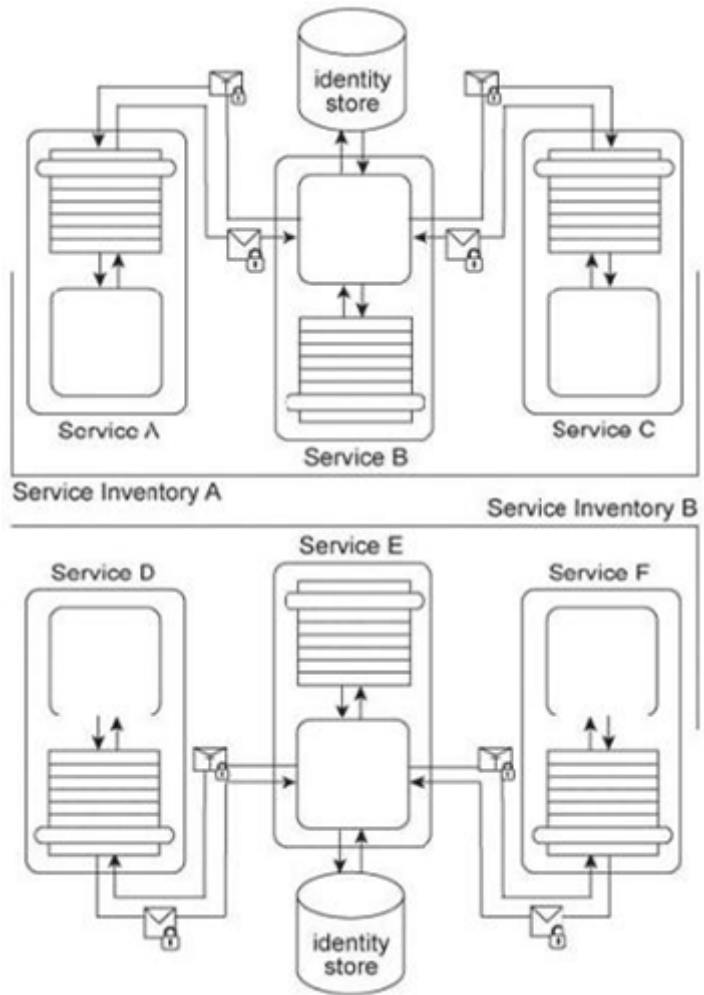 identity
store
Service A
Service B
Service C
Service Inventory A
Service Inventory B
Service E
Service D
Service F
identity
store